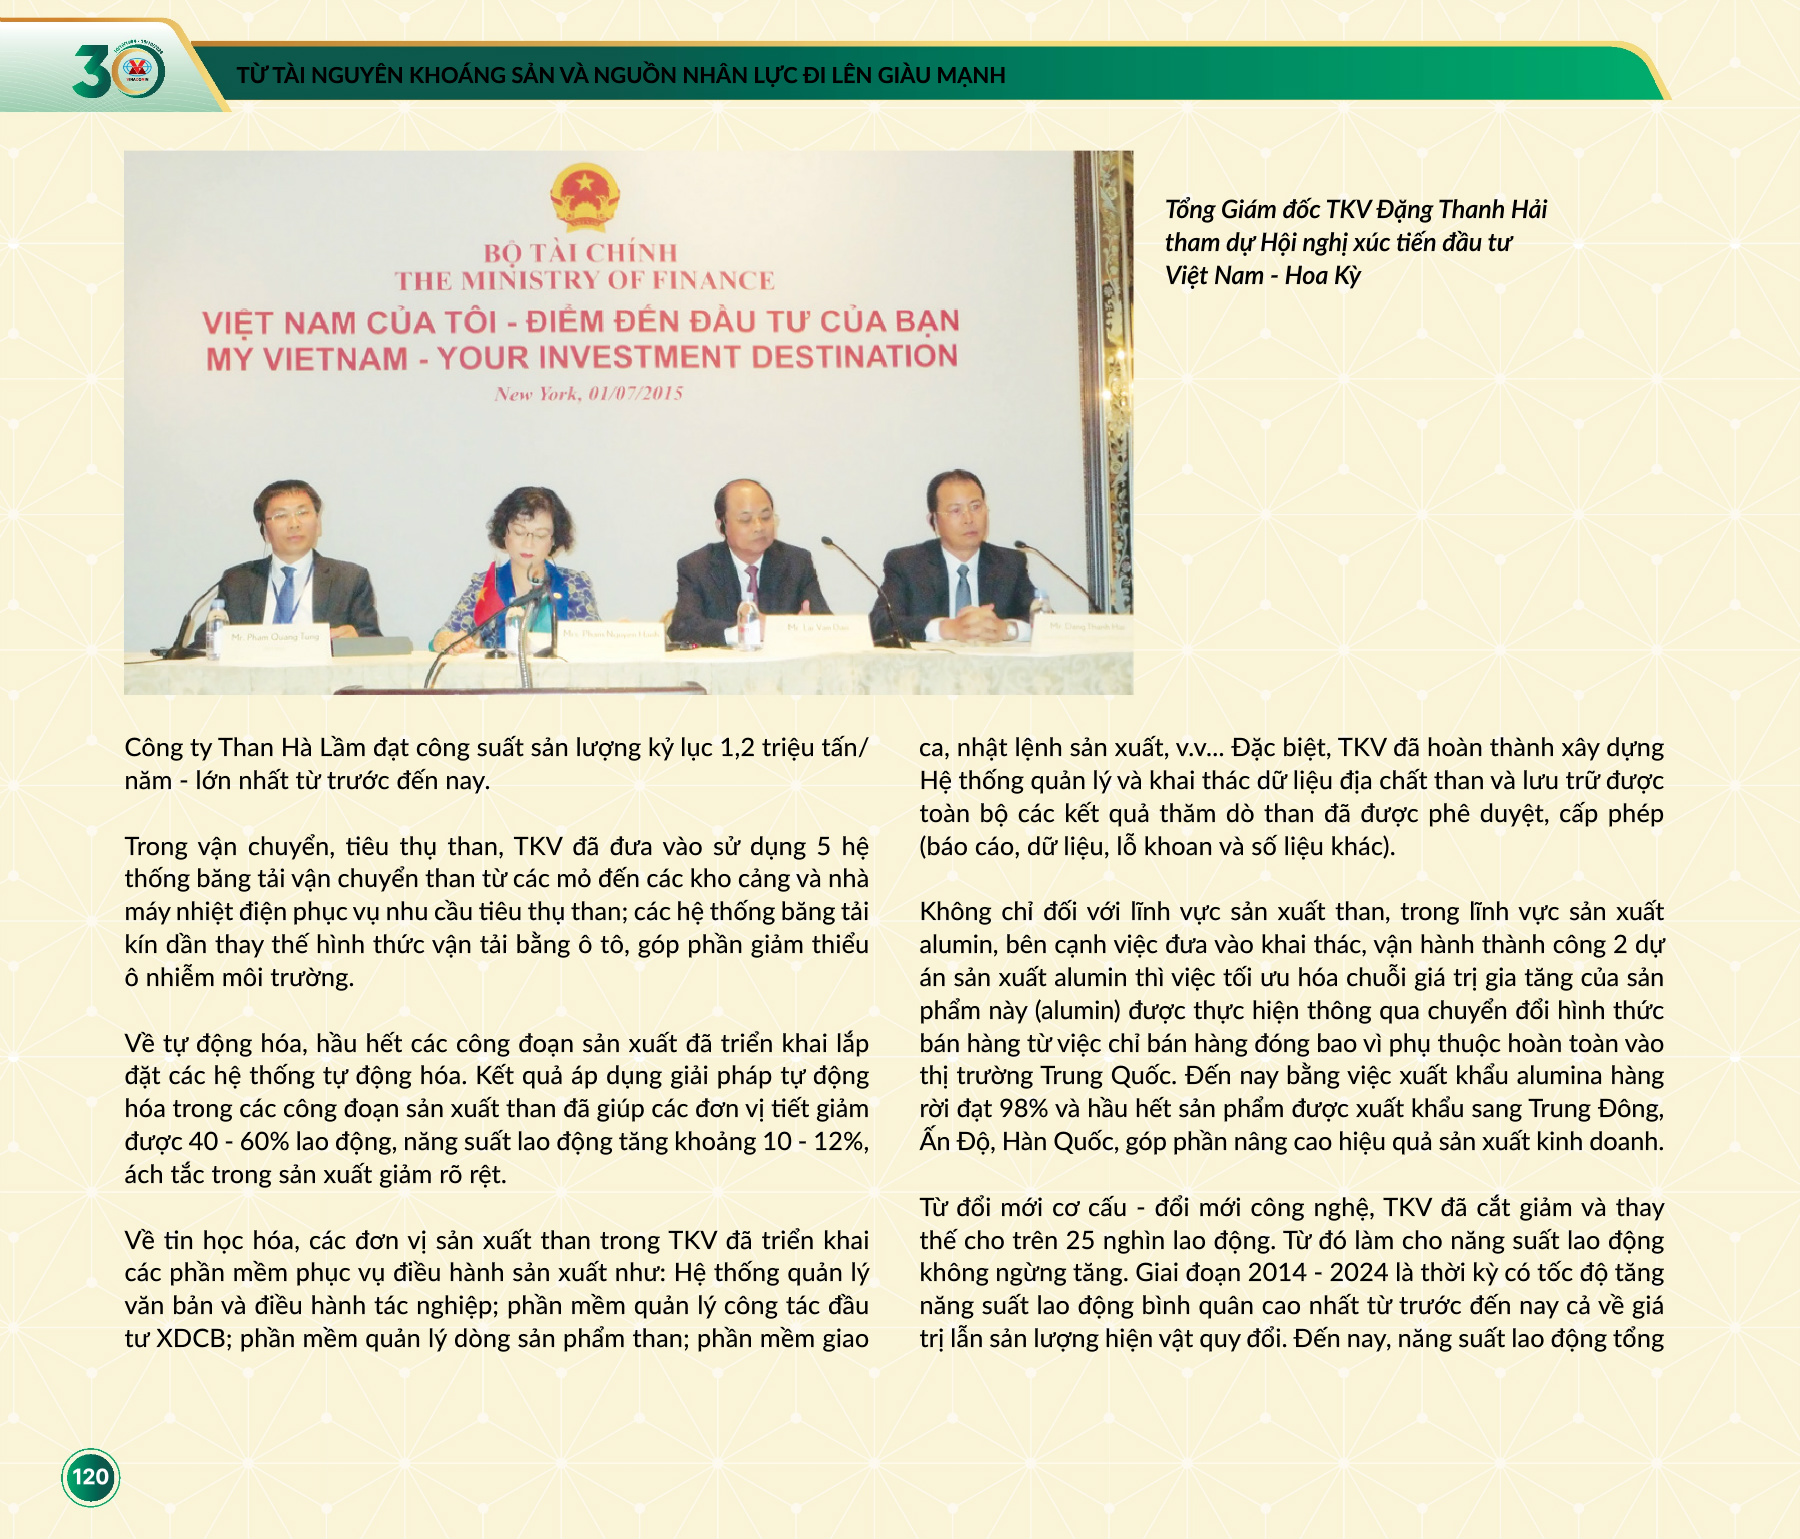 30
VINACOMIN
TỪ TÀI NGUYÊN KHOÁNG SẢN VÀ NGUỒN NHÂN LỰC ĐI LÊN GIÀU MẠNH
BỘ TÀI CHÍNH
THE MINISTRY OF FINANCE
VIỆT NAM CỦA TÔI - ĐIỂM ĐẾN ĐẦU TƯ CỦA BẠN
MY VIETNAM - YOUR INVESTMENT DESTINATION
New York, 01/07/2015
Mr. Pham Quang Tung
Mrs. Pham Nguyen Hanh
Mr. Le Van Dao
Mr. Dang Thanh Hai
Tổng Giám đốc TKV Đặng Thanh Hải
tham dự Hội nghị xúc tiến đầu tư
Việt Nam - Hoa Kỳ
Công ty Than Hà Lầm đạt công suất sản lượng kỷ lục 1,2 triệu tấn/
năm - lớn nhất từ trước đến nay.
Trong vận chuyển, tiêu thụ than, TKV đã đưa vào sử dụng 5 hệ
thống băng tải vận chuyển than từ các mỏ đến các kho cảng và nhà
máy nhiệt điện phục vụ nhu cầu tiêu thụ than; các hệ thống băng tải
kín dần thay thế hình thức vận tải bằng ô tô, góp phần giảm thiểu
ô nhiễm môi trường.
Về tự động hóa, hầu hết các công đoạn sản xuất đã triển khai lắp
đặt các hệ thống tự động hóa. Kết quả áp dụng giải pháp tự động
hóa trong các công đoạn sản xuất than đã giúp các đơn vị tiết giảm
được 40 - 60% lao động, năng suất lao động tăng khoảng 10 - 12%,
ách tắc trong sản xuất giảm rõ rệt.
Về tin học hóa, các đơn vị sản xuất than trong TKV đã triển khai
các phần mềm phục vụ điều hành sản xuất như: Hệ thống quản lý
văn bản và điều hành tác nghiệp; phần mềm quản lý công tác đầu
tư XDCB; phần mềm quản lý dòng sản phẩm than; phần mềm giao
ca, nhật lệnh sản xuất, v.v... Đặc biệt, TKV đã hoàn thành xây dựng
Hệ thống quản lý và khai thác dữ liệu địa chất than và lưu trữ được
toàn bộ các kết quả thăm dò than đã được phê duyệt, cấp phép
(báo cáo, dữ liệu, lỗ khoan và số liệu khác).
Không chỉ đối với lĩnh vực sản xuất than, trong lĩnh vực sản xuất
alumin, bên cạnh việc đưa vào khai thác, vận hành thành công 2 dự
án sản xuất alumin thì việc tối ưu hóa chuỗi giá trị gia tăng của sản
phẩm này (alumin) được thực hiện thông qua chuyển đổi hình thức
bán hàng từ việc chỉ bán hàng đóng bao vì phụ thuộc hoàn toàn vào
thị trường Trung Quốc. Đến nay bằng việc xuất khẩu alumina hàng
rời đạt 98% và hầu hết sản phẩm được xuất khẩu sang Trung Đông,
Ấn Độ, Hàn Quốc, góp phần nâng cao hiệu quả sản xuất kinh doanh.
Từ đổi mới cơ cấu - đổi mới công nghệ, TKV đã cắt giảm và thay
thế cho trên 25 nghìn lao động. Từ đó làm cho năng suất lao động
không ngừng tăng. Giai đoạn 2014 - 2024 là thời kỳ có tốc độ tăng
năng suất lao động bình quân cao nhất từ trước đến nay cả về giá
trị lẫn sản lượng hiện vật quy đổi. Đến nay, năng suất lao động tổng
120